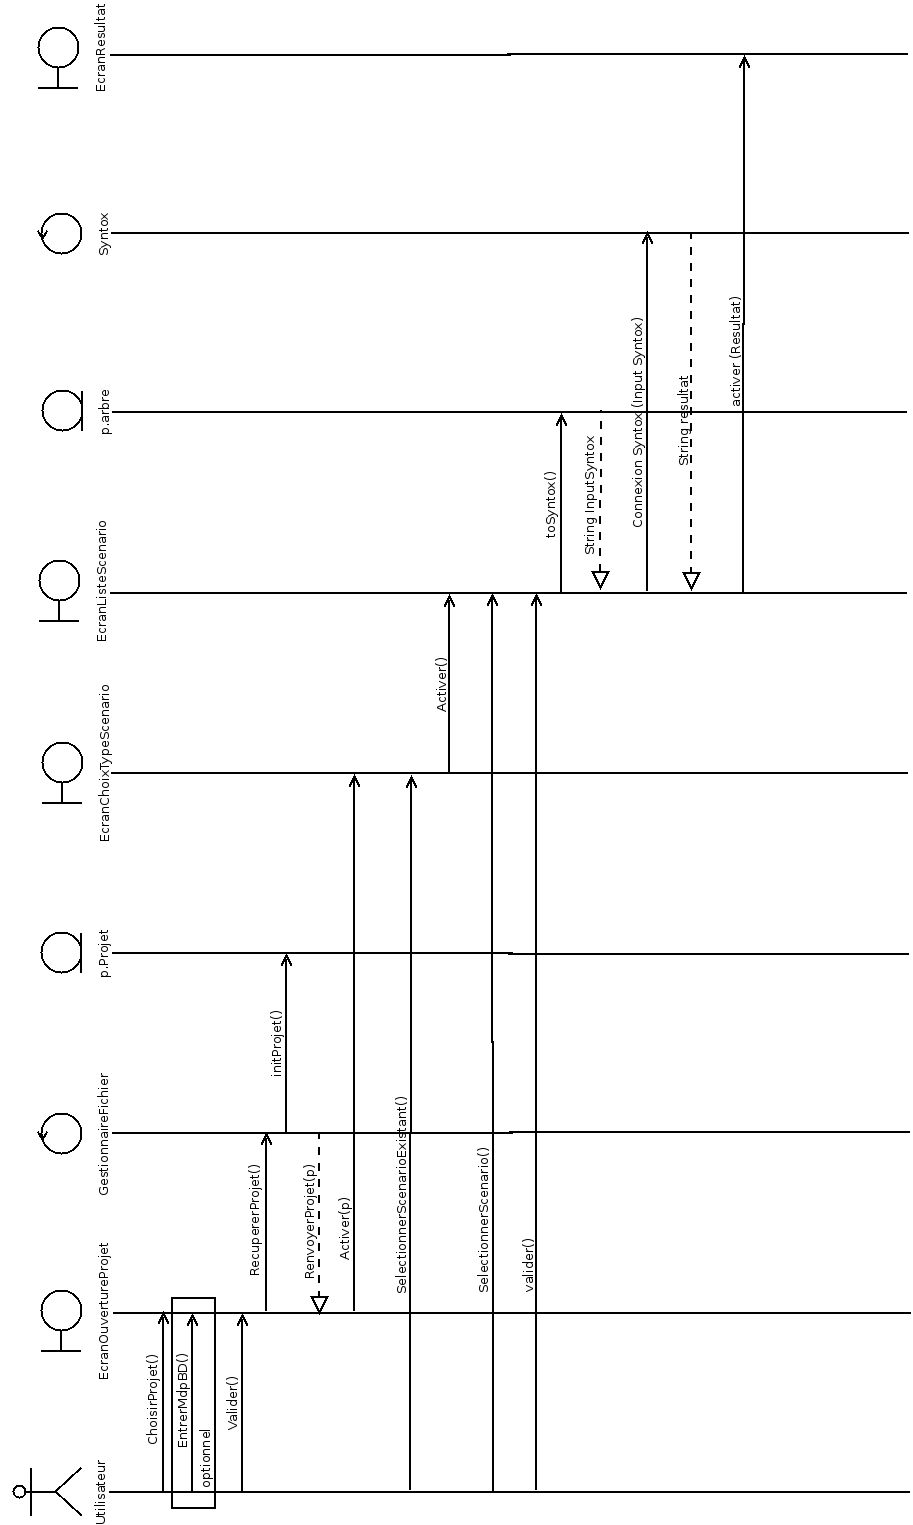 Utilisateur
EcranOuvertureProjet
GestionnaireFichier
p.Projet
EcranChoixTypeScenario
EcranListeScenario
p.arbre
Syntox
EcranResultat
ChoisirProjet()
EntrerMdpBD()
optionnel
Valider()
RecupererProjet()
initProjet()
RenvoyerProjet(p)
Activer(p)
SelectionnerScenarioExistant()
Activer()
SelectionnerScenario()
valider()
toSyntox()
String InputSyntox
Connexion Syntox (Input Syntox)
String resultat
activer (Resultat)